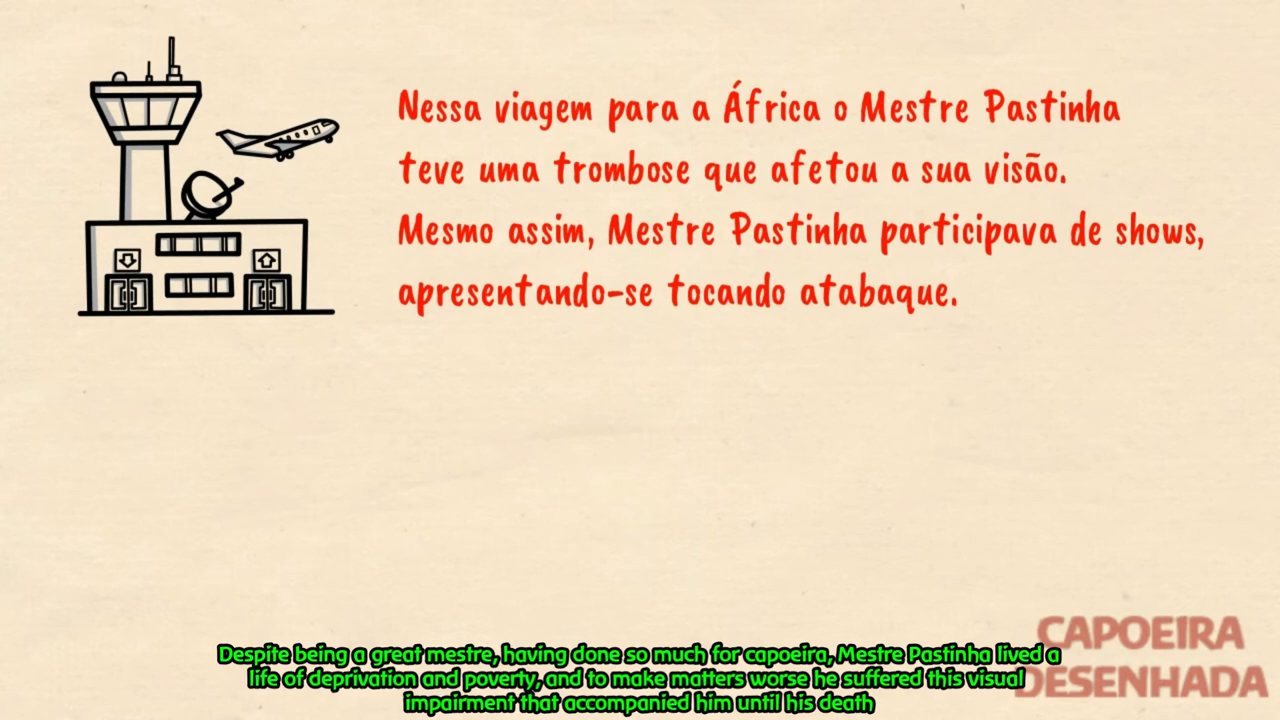 Nessa viagem para a África o Mestre Pastinha
teve uma trombose que afetou a sua visão.
Mesmo assim, Mestre Pastinha participava de shows,
apresentando-se tocando atabaque.
CAPOEIRA
DESENHADA
Despite being a great mestre, having done so much for capoeira, Mestre Pastinha lived a
life of deprivation and poverty, and to make matters worse he suffered this visual
impairment that accompanied him until his death